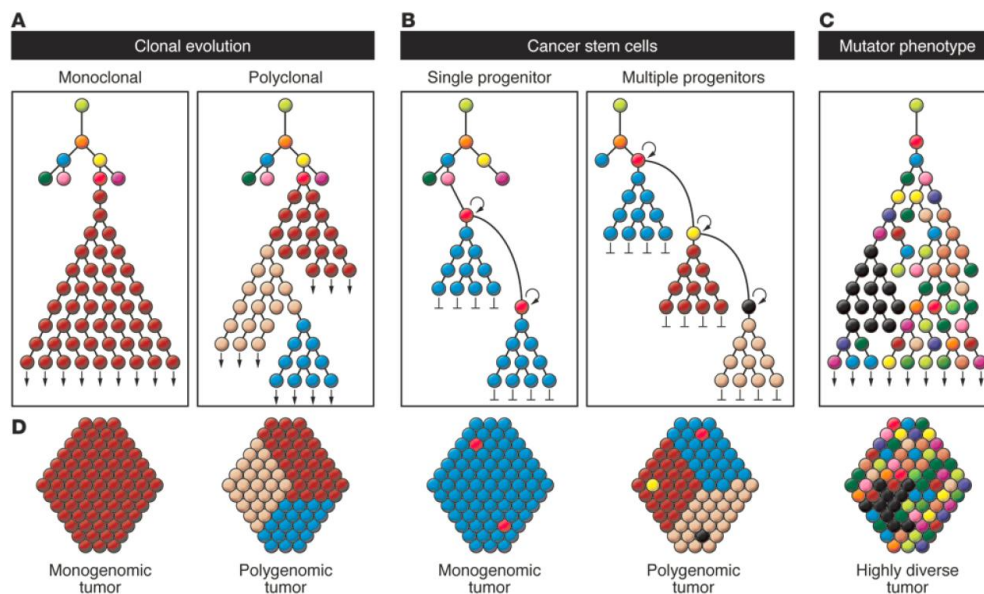 A
B
C
Clonal evolution
Cancer stem cells
Mutator phenotype
Monoclonal
Polyclonal
Single progenitor
Multiple progenitors
D
Monogenomic
tumor
Polygenomic
tumor
Monogenomic
tumor
Polygenomic
tumor
Highly diverse
tumor